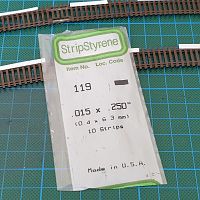 StripStyrene
Item No. Loc. Code
119
.015 x .250"
(0.4 x 6.3 mm)
10 Strips
Made in U.S.A.